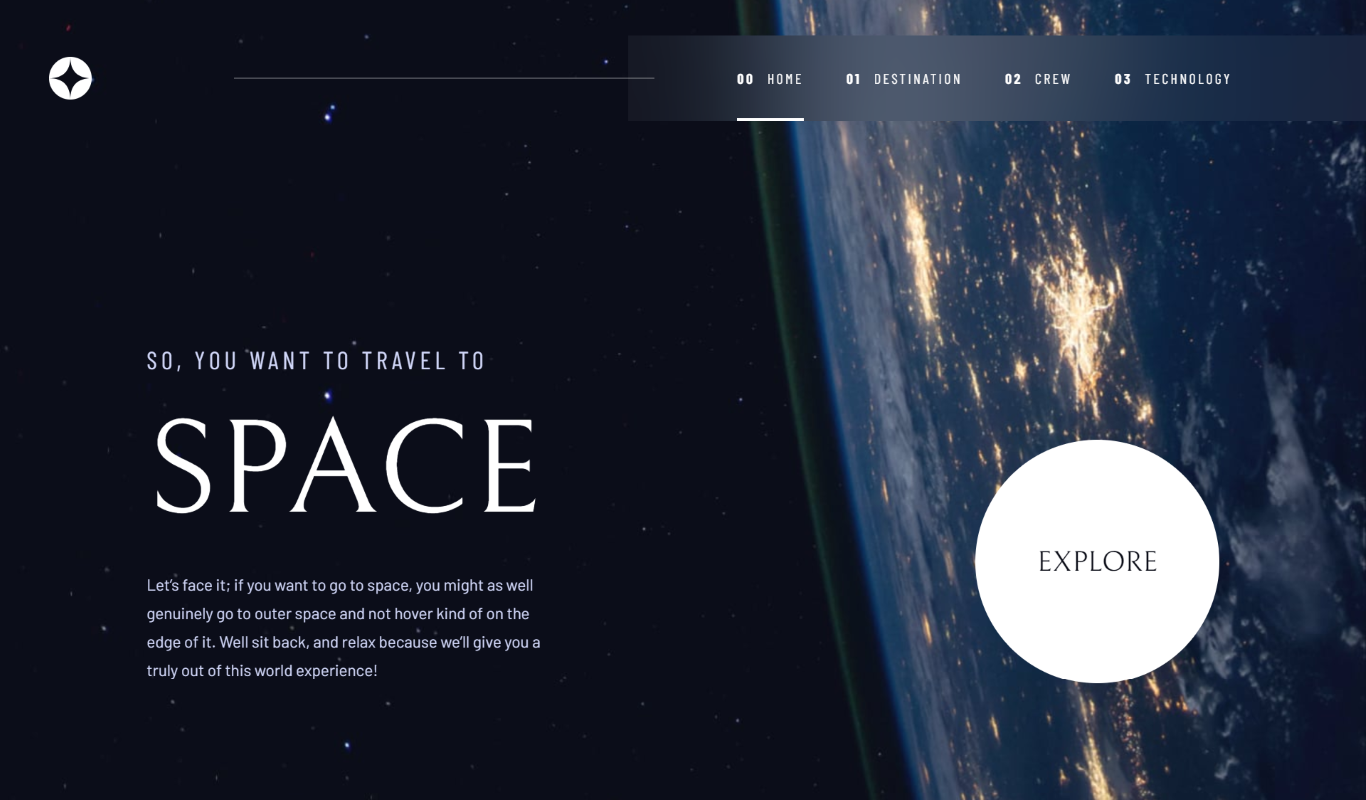 00 HOME 01 DESTINATION 02 CREW 03 TECHNOLOGY
SO, YOU WANT TO TRAVEL TO
SPACE
Let’s face it; if you want to go to space, you might as well
genuinely go to outer space and not hover kind of on the
edge of it. Well sit back, and relax because we’ll give you a
truly out of this world experience!
EXPLORE